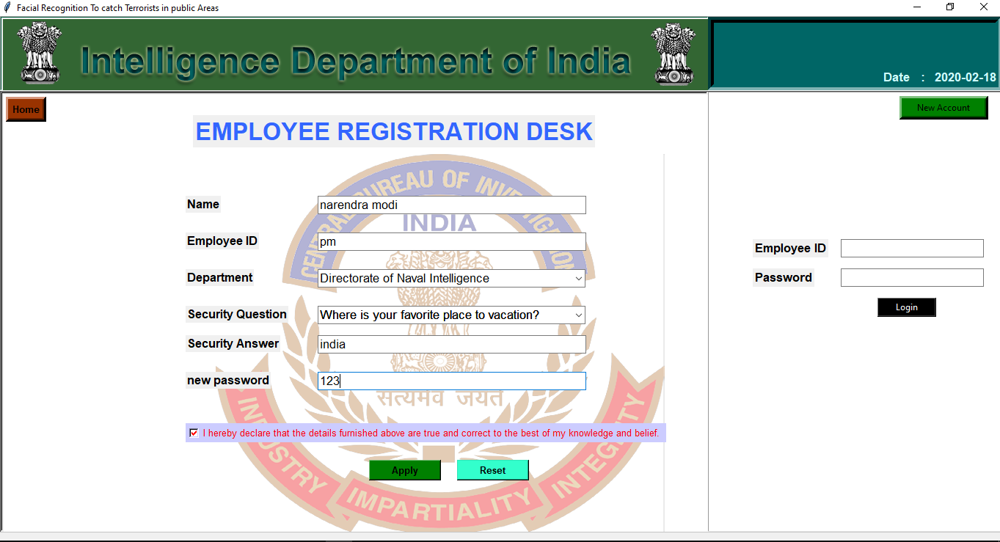 Facial Recognition To catch Terrorists in public Areas
Intelligence Department of India
Date : 2020-02-18
Home
New Account
EMPLOYEE REGISTRATION DESK
CENTRAL BUREAU OF INVESTIGATION
INDIA
Name narendra modi
Employee ID pm
Department Directorate of Naval Intelligence
Security Question Where is your favorite place to vacation?
Security Answer india
new password 123
सत्यमेव जयते
I hereby declare that the details furnished above are true and correct to the best of my knowledge and belief.
Apply Reset
INDUSTRY IMPARTIALITY INTEGRITY
Employee ID
Password
Login